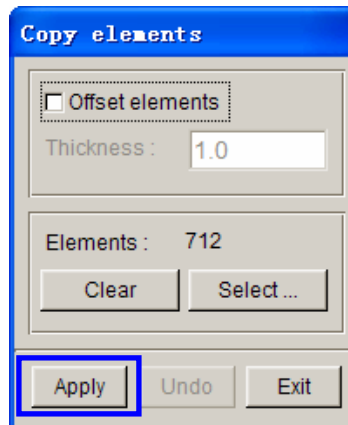 Copy elements
Offset elements
Thickness : 1.0
Elements : 712
Clear Select ...
Apply Undo Exit